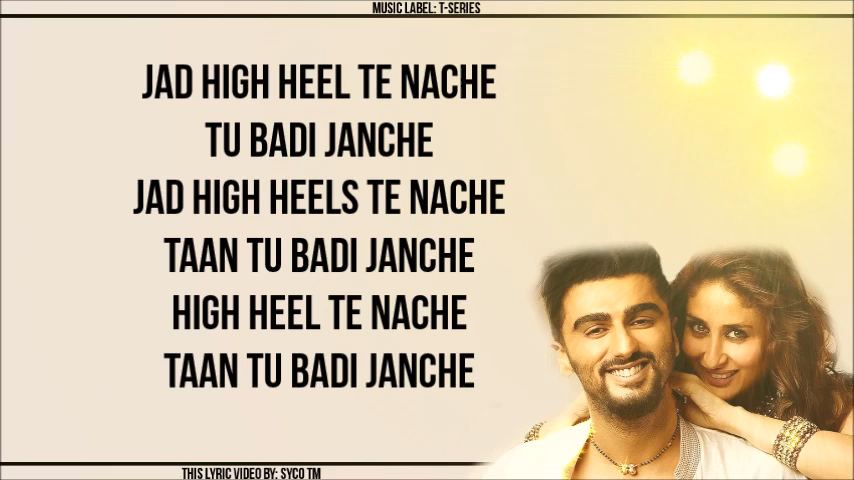 MUSIC LABEL: T-SERIES
JAD HIGH HEEL TE NACHE
TU BADI JANCHE
JAD HIGH HEELS TE NACHE
TAAN TU BADI JANCHE
HIGH HEEL TE NACHE
TAAN TU BADI JANCHE
THIS LYRIC VIDEO BY: SYCO TM